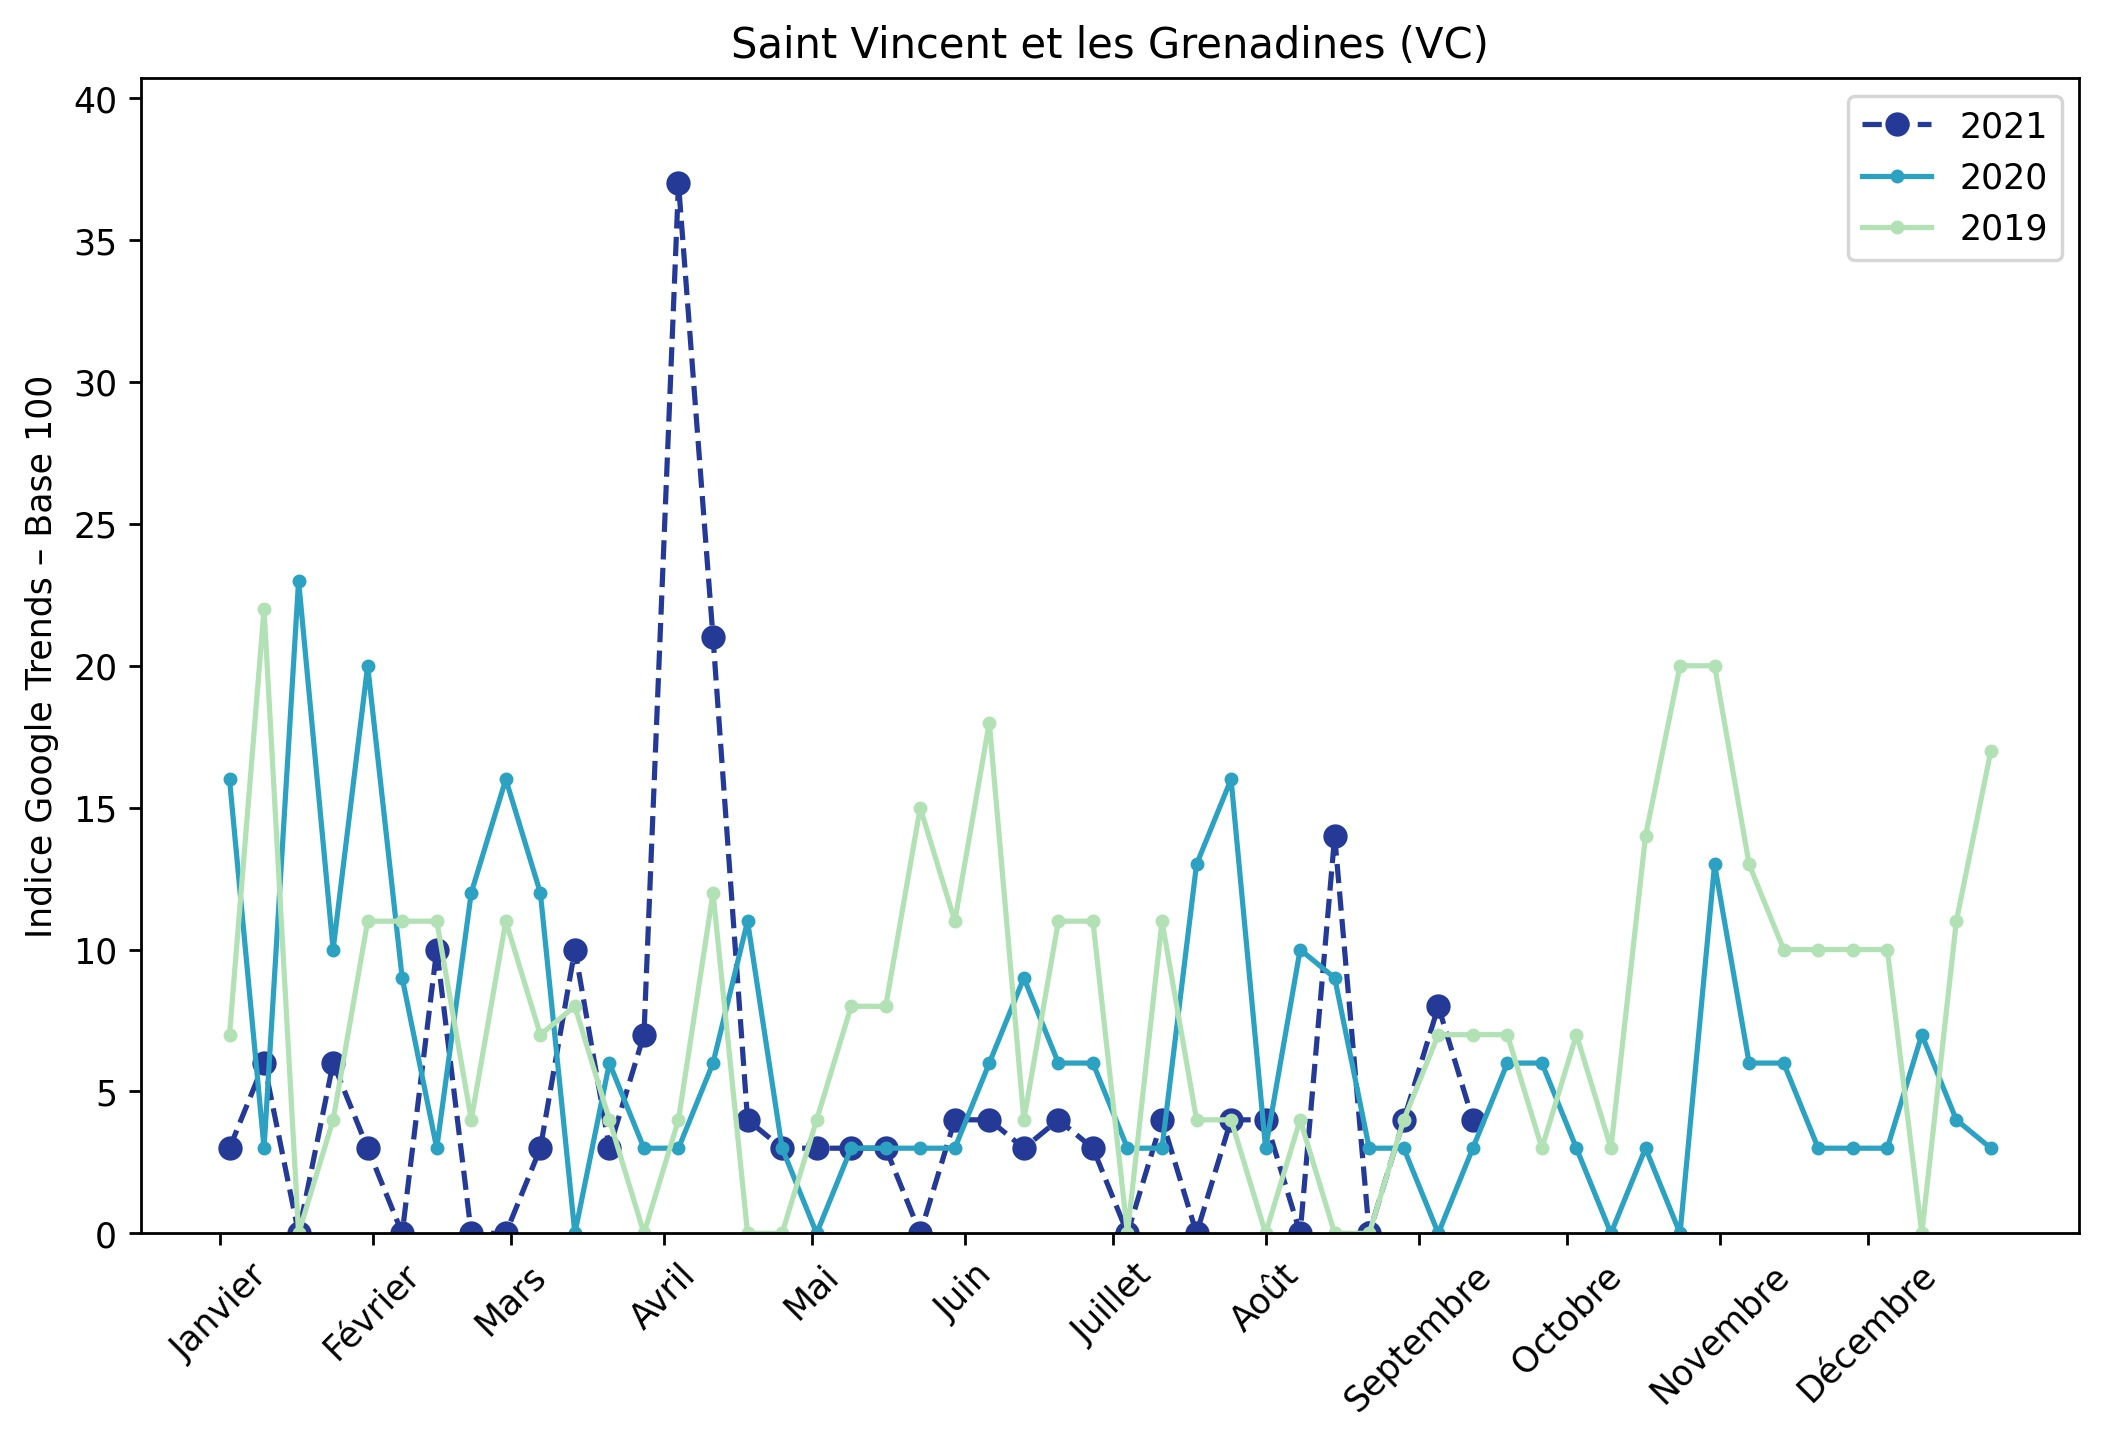 Saint Vincent et les Grenadines (VC)
Indice Google Trends – Base 100
40
35
30
25
20
15
10
5
0
2021
2020
2019
Janvier
Février
Mars
Avril
Mai
Juin
Juillet
Août
Septembre
Octobre
Novembre
Décembre